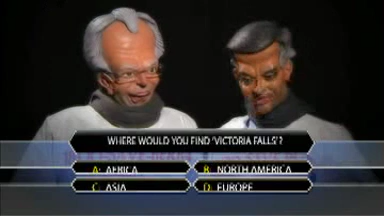 WHERE WOULD YOU FIND 'VICTORIA FALLS'?
A: AFRICA
B: NORTH AMERICA
C: ASIA
D: EUROPE